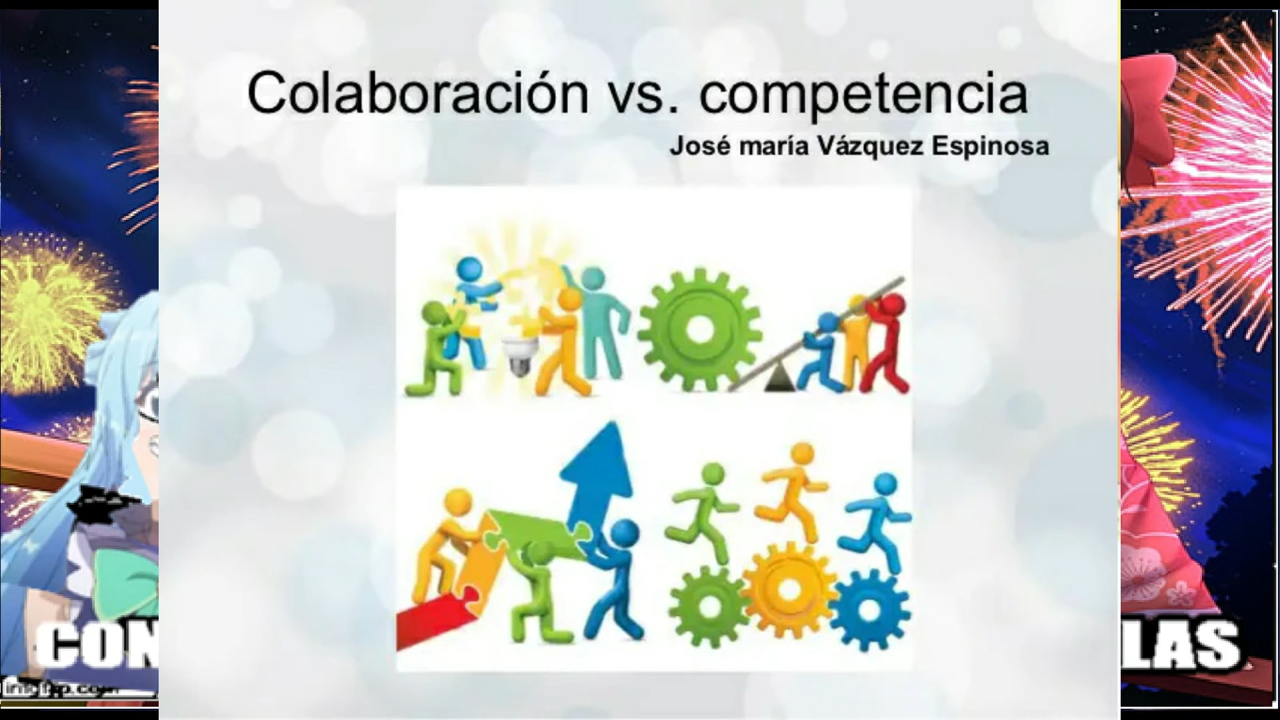 Colaboración vs. competencia
José maría Vázquez Espinosa
CON
LAS